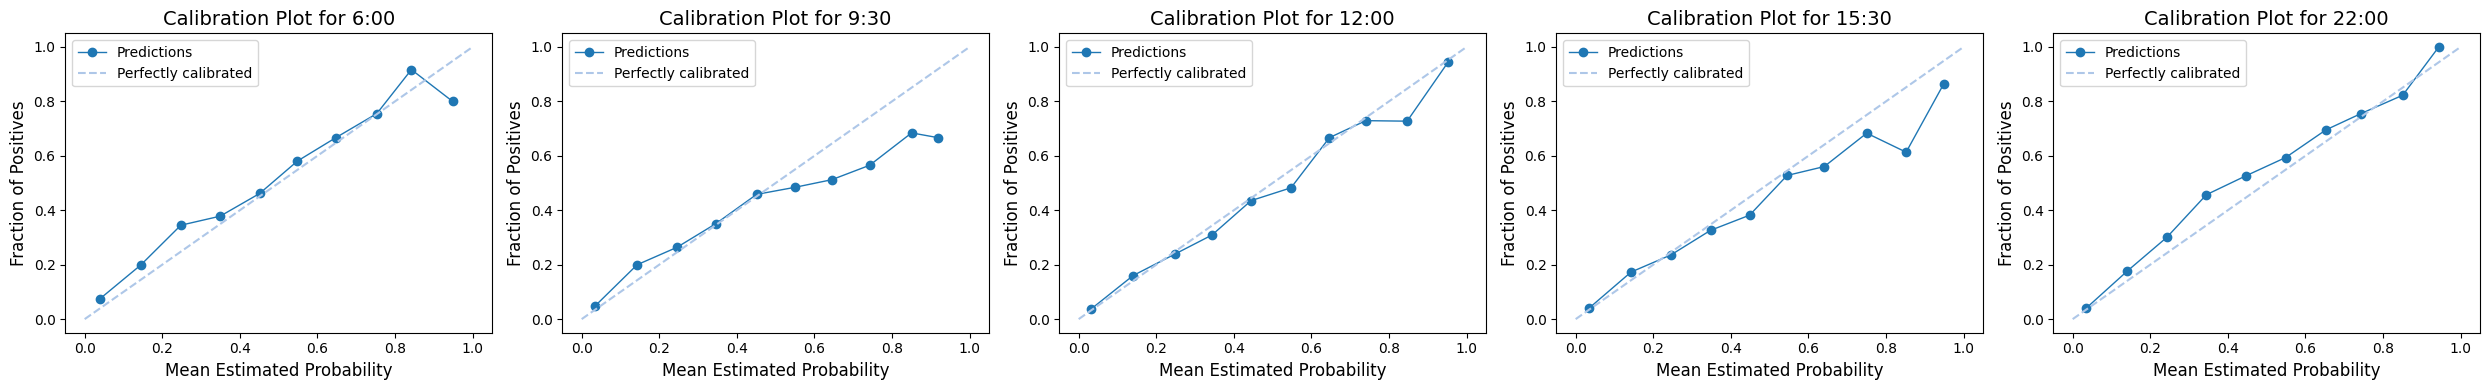 Calibration Plot for 6:00
Predictions
Perfectly calibrated
Fraction of Positives
1.0
0.8
0.6
0.4
0.2
0.0
0.0 0.2 0.4 0.6 0.8 1.0
Mean Estimated Probability
Calibration Plot for 9:30
Predictions
Perfectly calibrated
Fraction of Positives
1.0
0.8
0.6
0.4
0.2
0.0
0.0 0.2 0.4 0.6 0.8 1.0
Mean Estimated Probability
Calibration Plot for 12:00
Predictions
Perfectly calibrated
Fraction of Positives
1.0
0.8
0.6
0.4
0.2
0.0
0.0 0.2 0.4 0.6 0.8 1.0
Mean Estimated Probability
Calibration Plot for 15:30
Predictions
Perfectly calibrated
Fraction of Positives
1.0
0.8
0.6
0.4
0.2
0.0
0.0 0.2 0.4 0.6 0.8 1.0
Mean Estimated Probability
Calibration Plot for 22:00
Predictions
Perfectly calibrated
Fraction of Positives
1.0
0.8
0.6
0.4
0.2
0.0
0.0 0.2 0.4 0.6 0.8 1.0
Mean Estimated Probability